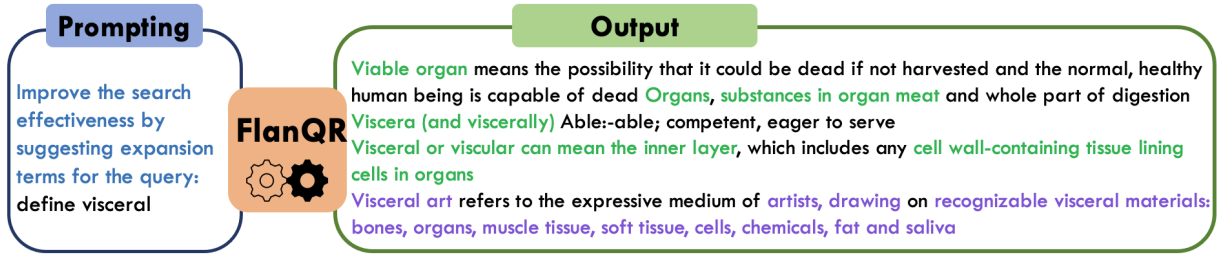 Prompting
Improve the search
effectiveness by
suggesting expansion
terms for the query:
define visceral
FlanQR
Output
Viable organ means the possibility that it could be dead if not harvested and the normal, healthy
human being is capable of dead Organs, substances in organ meat and whole part of digestion
Viscera (and viscerally) Able:-able; competent, eager to serve
Visceral or viscular can mean the inner layer, which includes any cell wall-containing tissue lining
cells in organs
Visceral art refers to the expressive medium of artists, drawing on recognizable visceral materials:
bones, organs, muscle tissue, soft tissue, cells, chemicals, fat and saliva